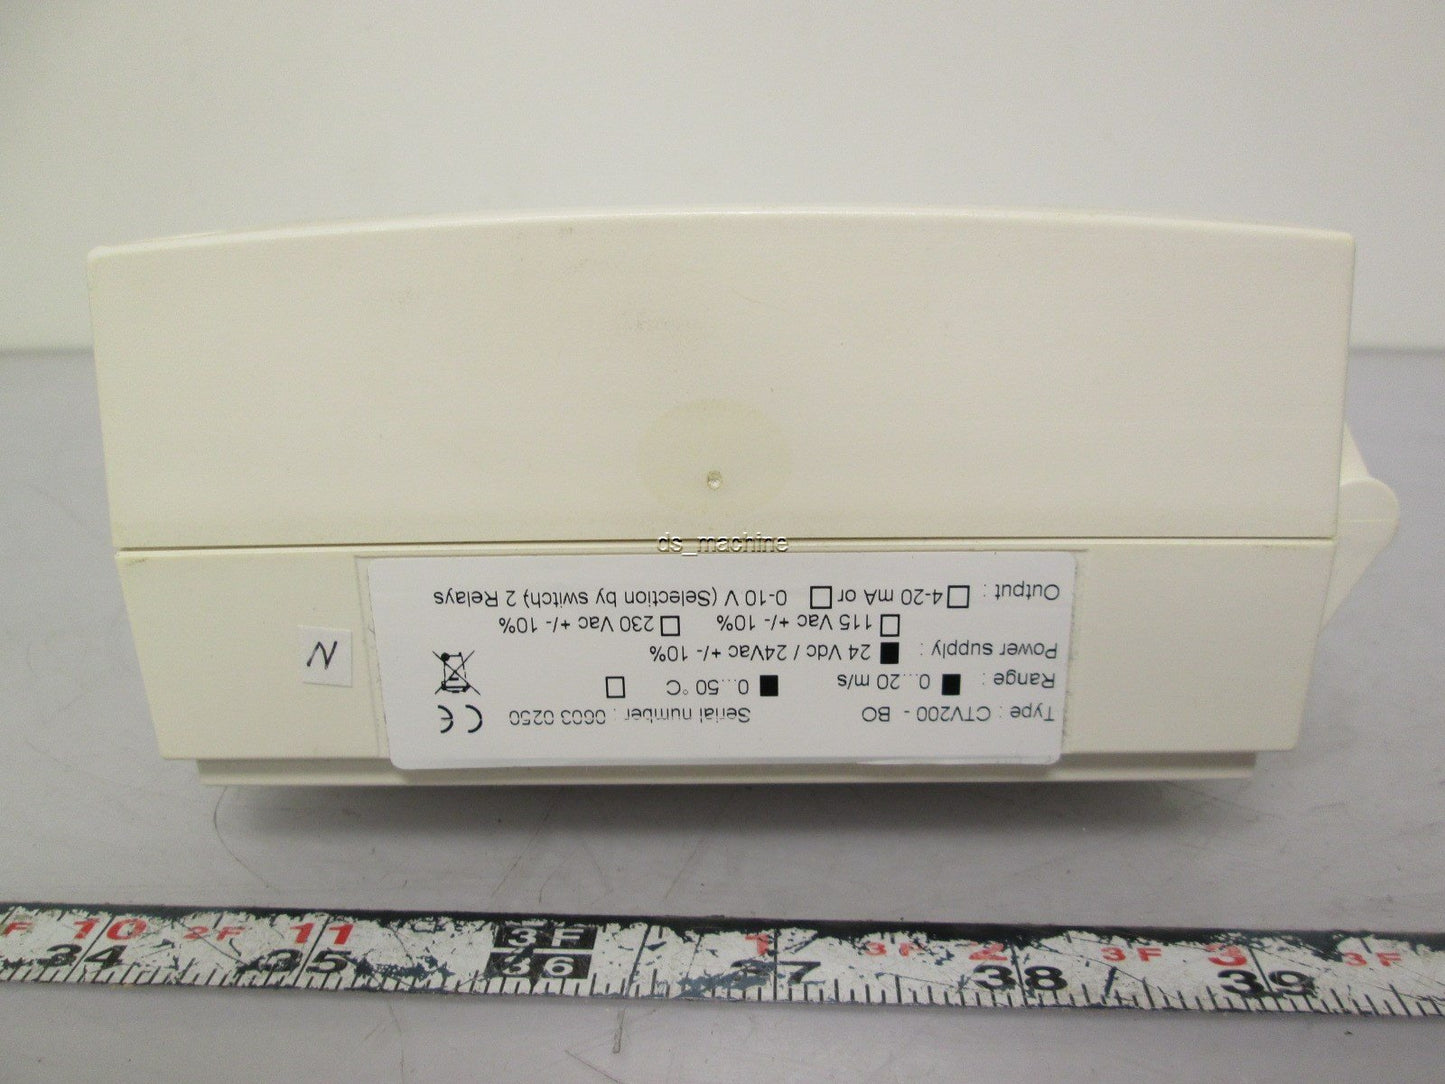 ds_machine
Type : CTV200 - BO Serial number : 0603 0250 CE
Range : ■ 0...20 m/s ■ 0...50 °C □
Power supply : ■ 24 Vdc / 24Vac +/- 10%
□ 115 Vac +/- 10% □ 230 Vac +/- 10%
Output : □ 4-20 mA or □ 0-10 V (Selection by switch) 2 Relays
N
F 10 2F 11 3F 1 3F 2 3F 3 3F
34 35 36 37 38 39